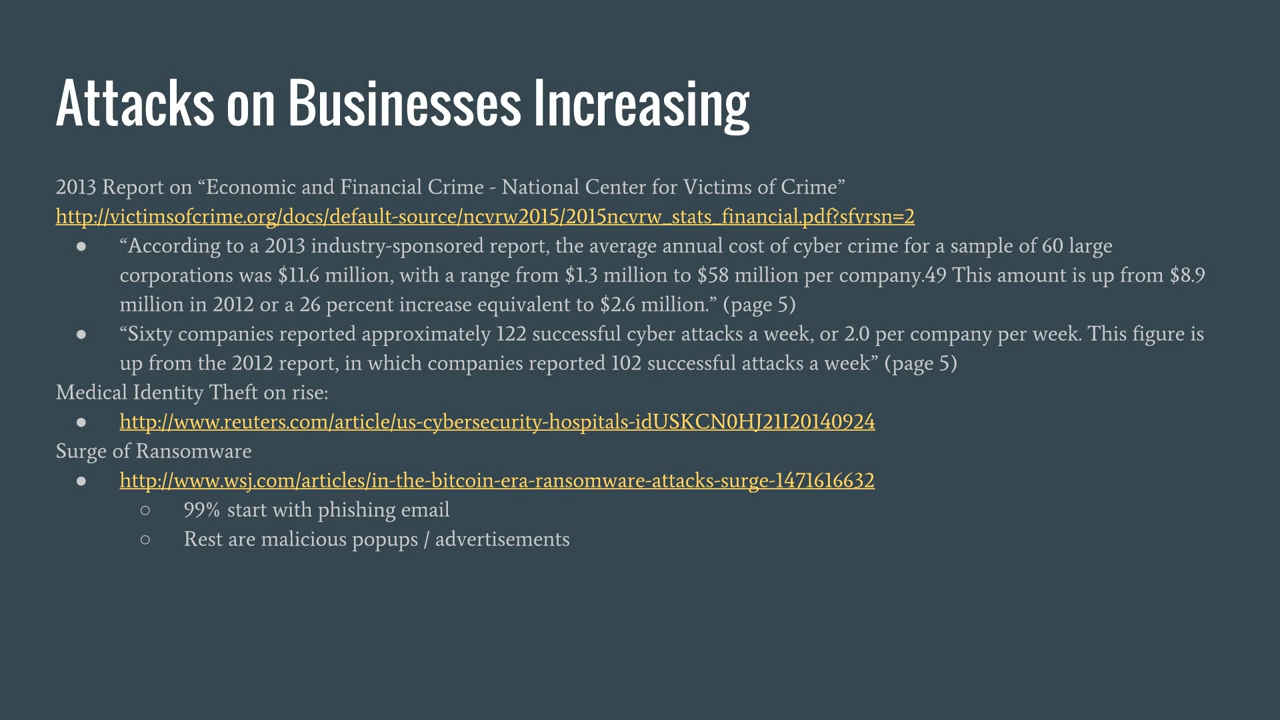 Attacks on Businesses Increasing
2013 Report on “Economic and Financial Crime - National Center for Victims of Crime”
http://victimsofcrime.org/docs/default-source/ncvrw2015/2015ncvrw_stats_financial.pdf?sfvrsn=2
● “According to a 2013 industry-sponsored report, the average annual cost of cyber crime for a sample of 60 large
corporations was $11.6 million, with a range from $1.3 million to $58 million per company.49 This amount is up from $8.9
million in 2012 or a 26 percent increase equivalent to $2.6 million.” (page 5)
● “Sixty companies reported approximately 122 successful cyber attacks a week, or 2.0 per company per week. This figure is
up from the 2012 report, in which companies reported 102 successful attacks a week” (page 5)
Medical Identity Theft on rise:
● http://www.reuters.com/article/us-cybersecurity-hospitals-idUSKCN0HJ21I20140924
Surge of Ransomware
● http://www.wsj.com/articles/in-the-bitcoin-era-ransomware-attacks-surge-1471616632
○ 99% start with phishing email
○ Rest are malicious popups / advertisements